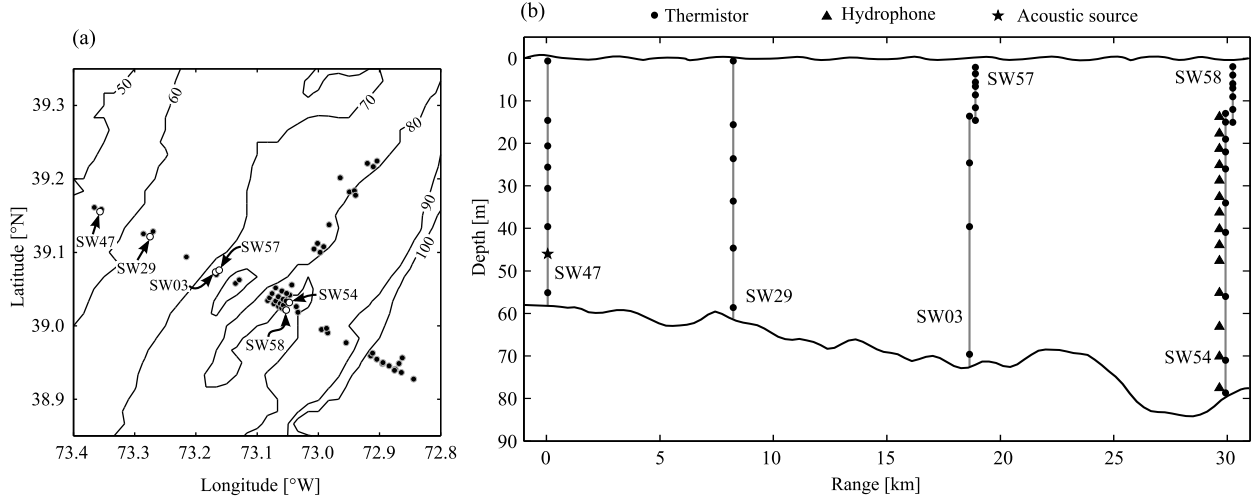 (a)
50
60
70
80
90
100
39.3
39.2
39.1
39.0
38.9
Latitude [°N]
SW47
SW29
SW57
SW03
SW54
SW58
73.4 73.3 73.2 73.1 73.0 72.8 72.8
Longitude [°W]
(b)
Thermistor Hydrophone Acoustic source
0
10
20
30
40
50
60
70
80
90
Depth [m]
SW57
SW58
SW47
SW29
SW03
SW54
0 5 10 15 20 25 30
Range [km]